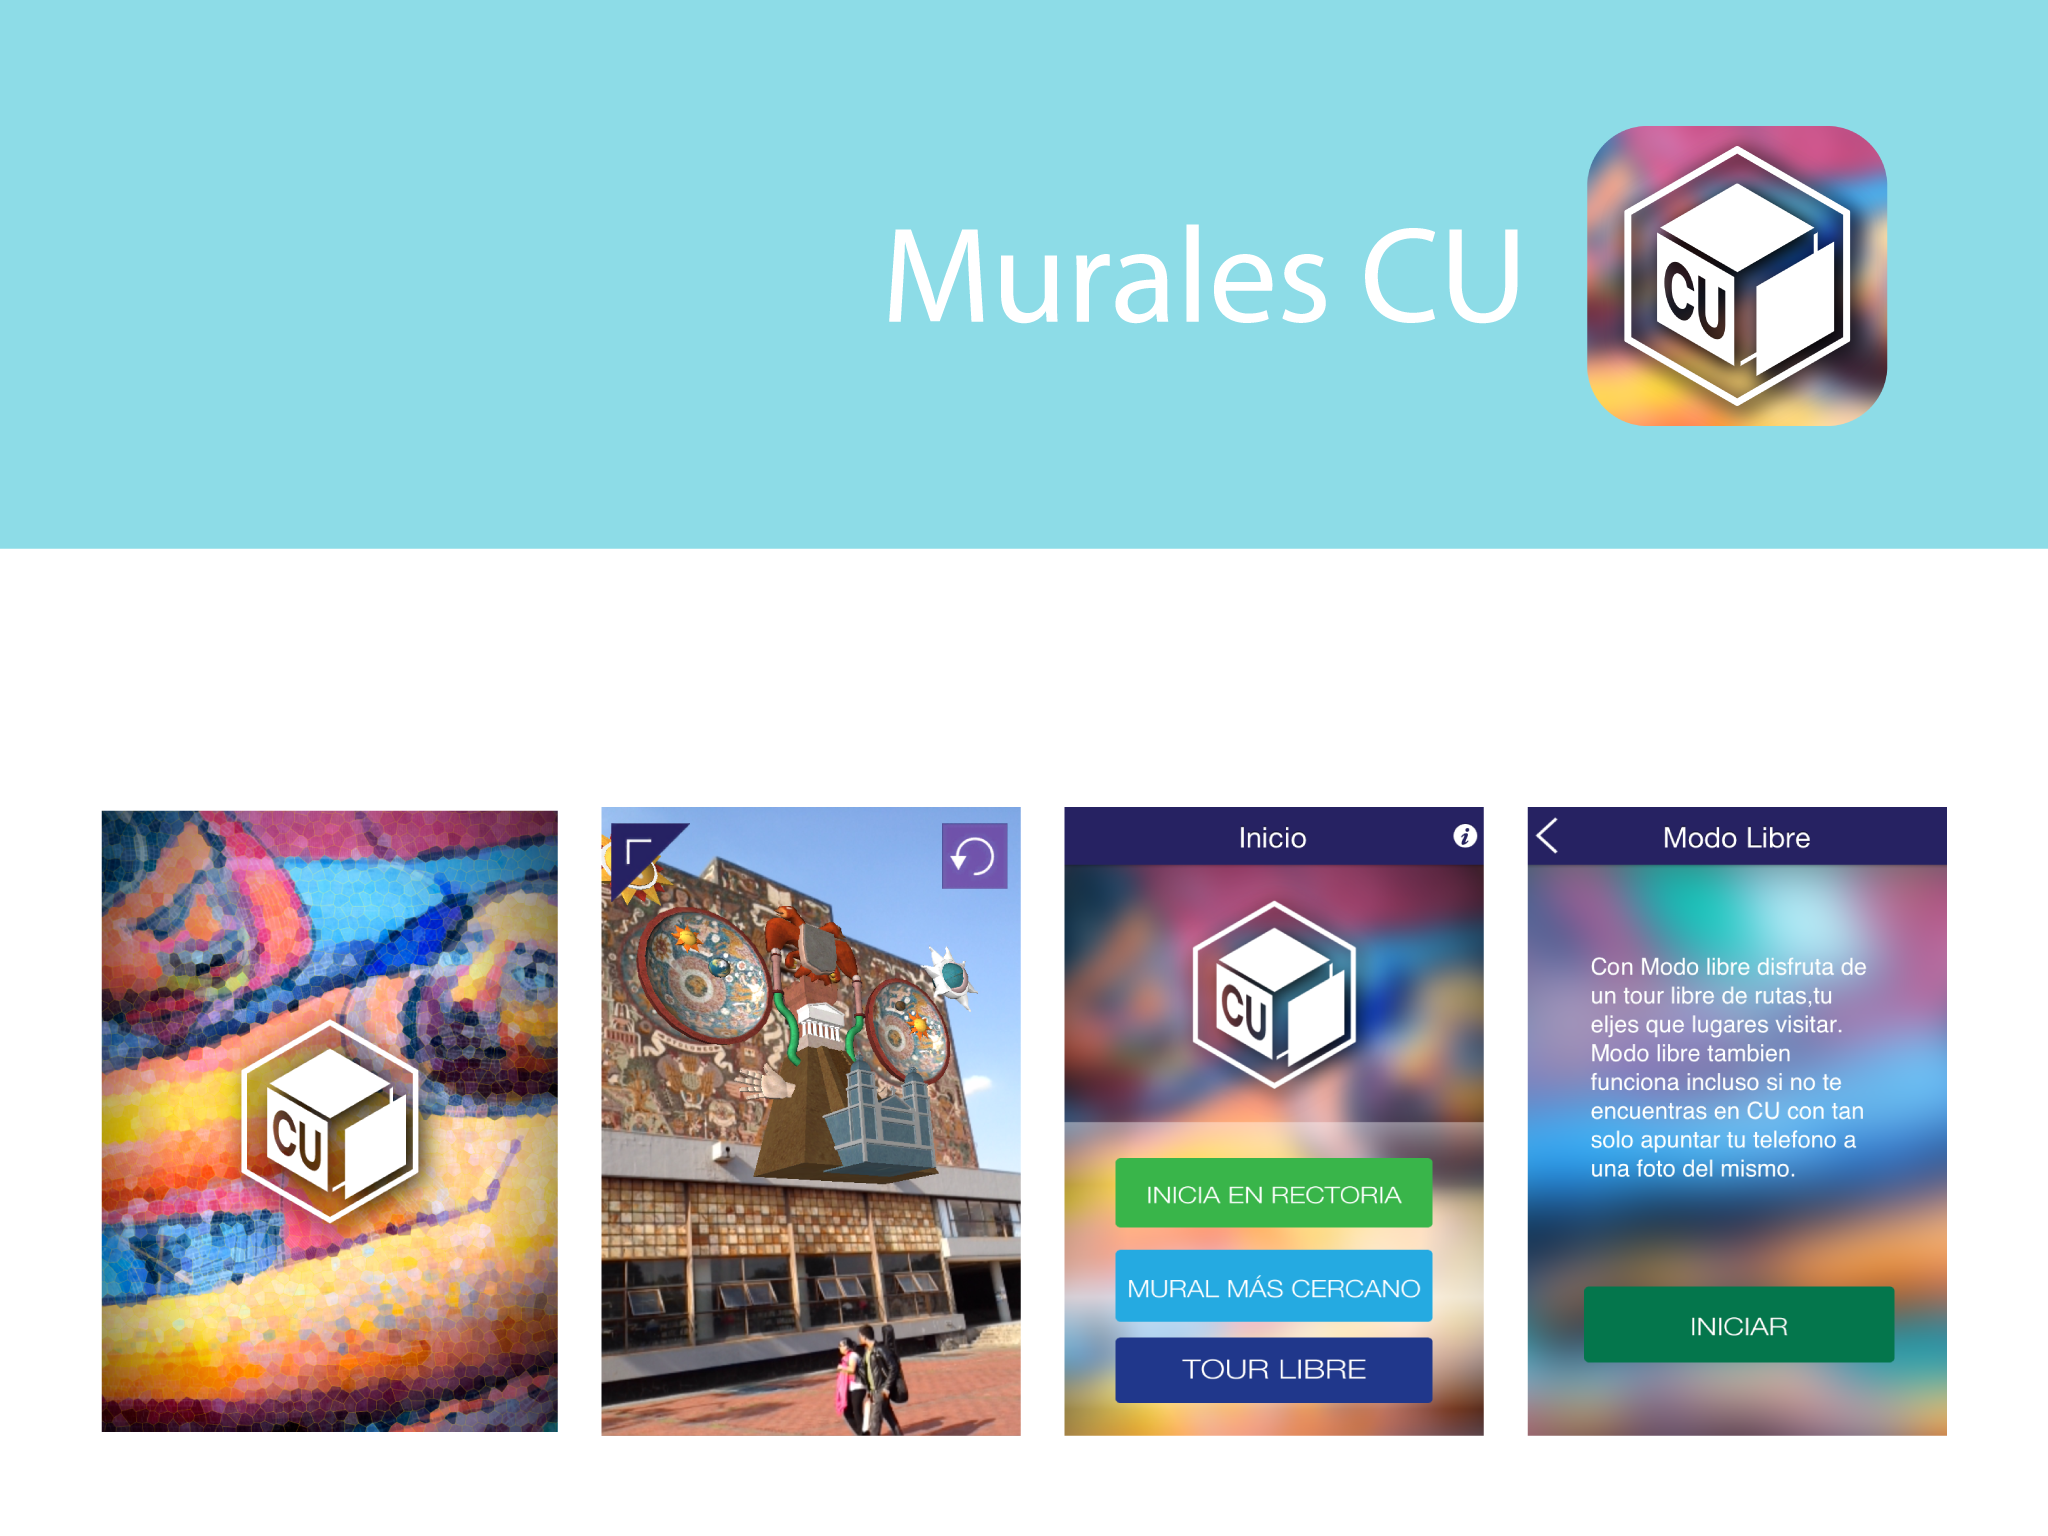 Murales CU
CU
CU
Inicio
CU
INICIA EN RECTORIA
MURAL MÁS CERCANO
TOUR LIBRE
Modo Libre
Con Modo libre disfruta de
un tour libre de rutas,tu
eljes que lugares visitar.
Modo libre tambien
funciona incluso si no te
encuentras en CU con tan
solo apuntar tu telefono a
una foto del mismo.
INICIAR